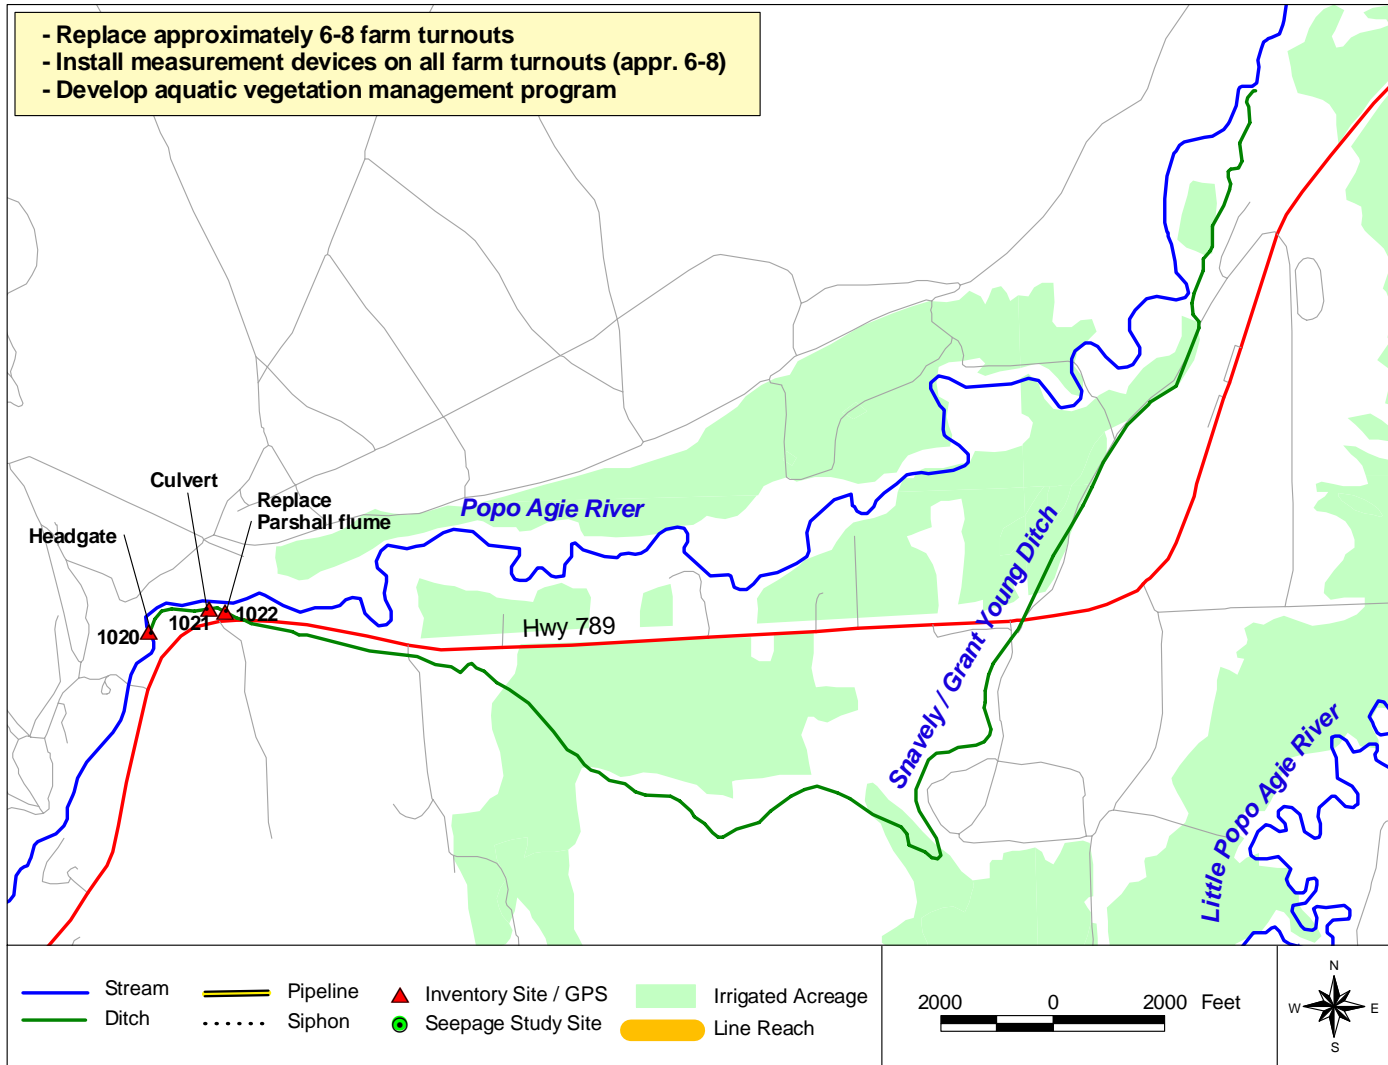 - Replace approximately 6-8 farm turnouts
- Install measurement devices on all farm turnouts (appr. 6-8)
- Develop aquatic vegetation management program
Culvert
Replace
Parshall flume
Headgate
Popo Agie River
1020
1021
1022
Hwy 789
Snavely / Grant Young Ditch
Little Popo Agie River
Stream
Ditch
Pipeline
Siphon
Inventory Site / GPS
Seepage Study Site
Irrigated Acreage
Line Reach
2000 0 2000 Feet
N
W E
S